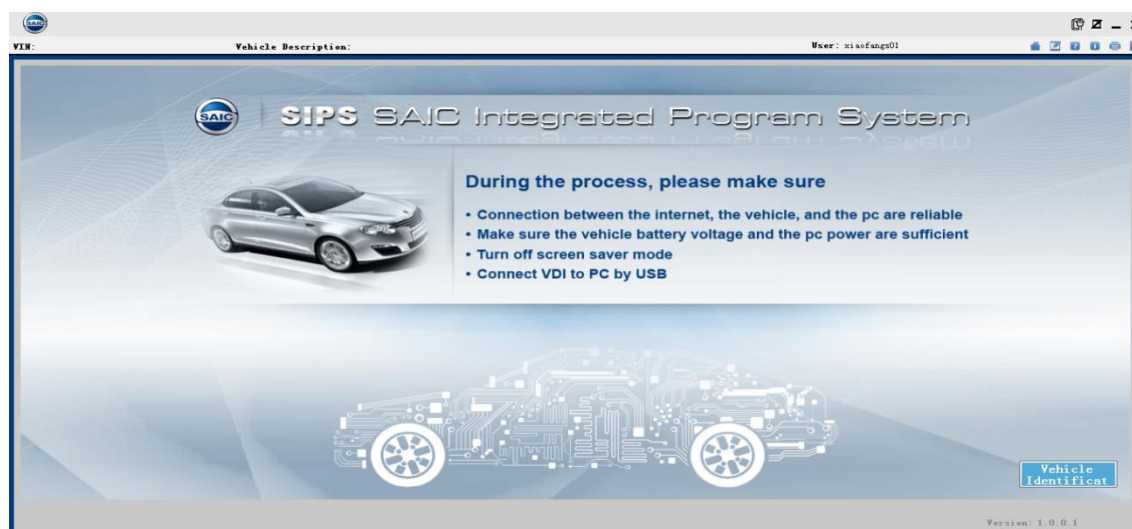 SAIC
VIN:
Vehicle Description:
User: xiaofangs01
SAIC
SIPS SAIC Integrated Program System
During the process, please make sure
• Connection between the internet, the vehicle, and the pc are reliable
• Make sure the vehicle battery voltage and the pc power are sufficient
• Turn off screen saver mode
• Connect VDI to PC by USB
Vehicle
Identificat
Version: 1.0.0.1